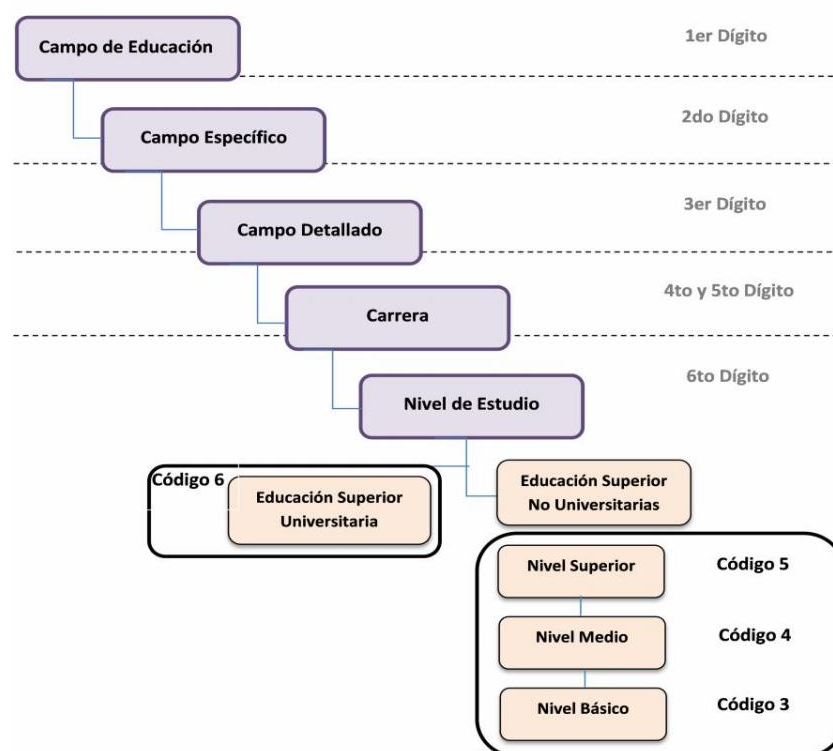 Campo de Educación
1er Dígito
Campo Específico
2do Dígito
Campo Detallado
3er Dígito
Carrera
4to y 5to Dígito
Nivel de Estudio
6to Dígito
Código 6
Educación Superior
Universitaria
Educación Superior
No Universitarias
Nivel Superior
Código 5
Nivel Medio
Código 4
Nivel Básico
Código 3